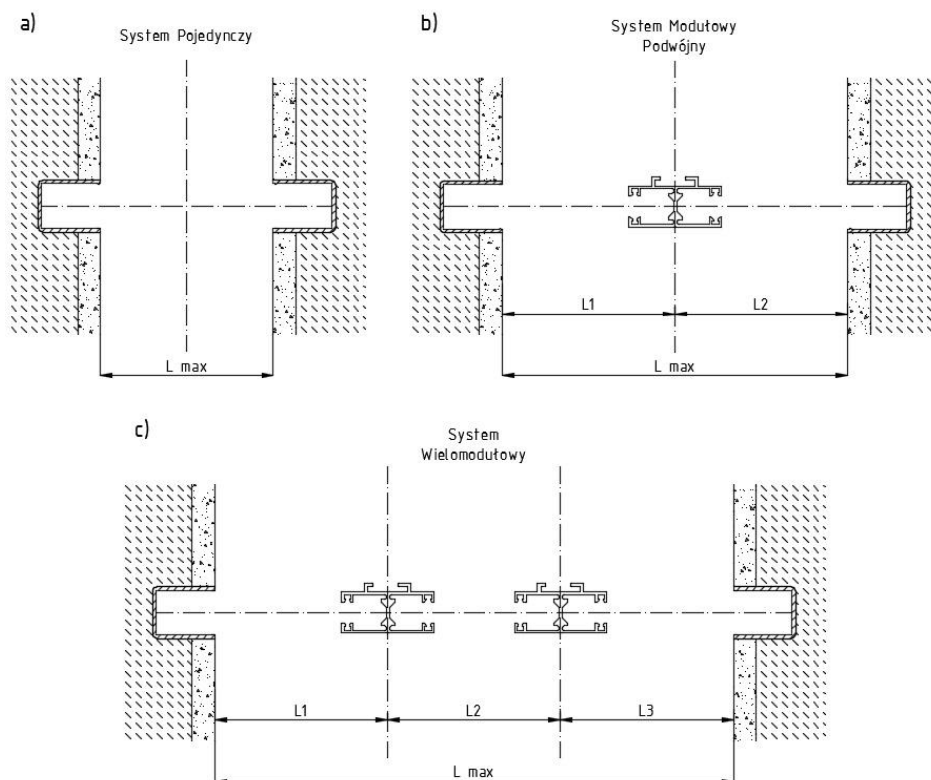 a)
System Pojedynczy
L max
b)
System Modułowy
Podwójny
L1
L2
L max
c)
System
Wielomodułowy
L1
L2
L3
L max